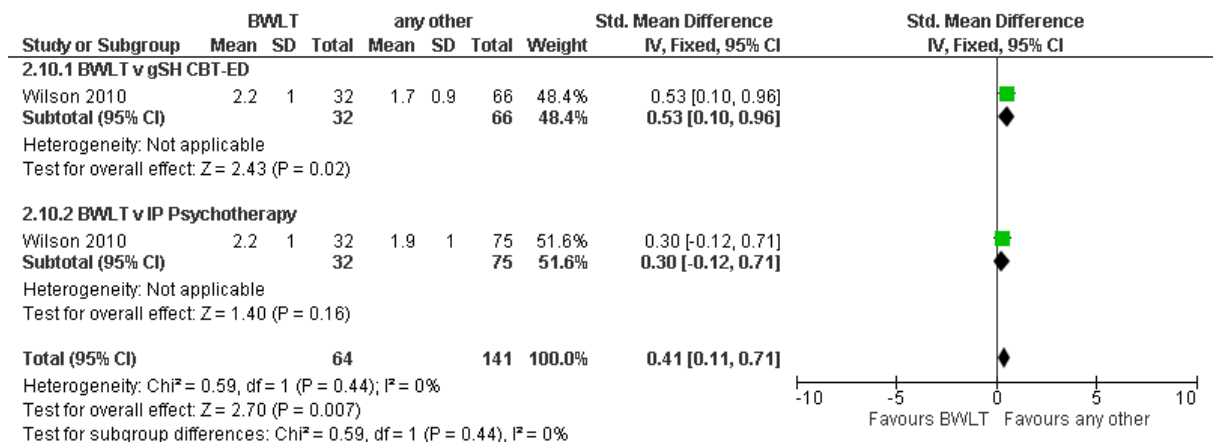 BWLT any other Std. Mean Difference Std. Mean Difference
Study or Subgroup Mean SD Total Mean SD Total Weight IV, Fixed, 95% CI IV, Fixed, 95% CI
2.10.1 BWLT v gSH CBT-ED
Wilson 2010 2.2 1 32 1.7 0.9 66 48.4% 0.53 [0.10, 0.96]
Subtotal (95% CI) 32 66 48.4% 0.53 [0.10, 0.96]
Heterogeneity: Not applicable
Test for overall effect: Z = 2.43 (P = 0.02)
2.10.2 BWLT v IP Psychotherapy
Wilson 2010 2.2 1 32 1.9 1 75 51.6% 0.30 [-0.12, 0.71]
Subtotal (95% CI) 32 75 51.6% 0.30 [-0.12, 0.71]
Heterogeneity: Not applicable
Test for overall effect: Z = 1.40 (P = 0.16)
Total (95% CI) 64 141 100.0% 0.41 [0.11, 0.71]
Heterogeneity: Chi² = 0.59, df = 1 (P = 0.44); I² = 0%
Test for overall effect: Z = 2.70 (P = 0.007)
Test for subgroup differences: Chi² = 0.59, df = 1 (P = 0.44), I² = 0%
-10 -5 0 5 10
Favours BWLT Favours any other